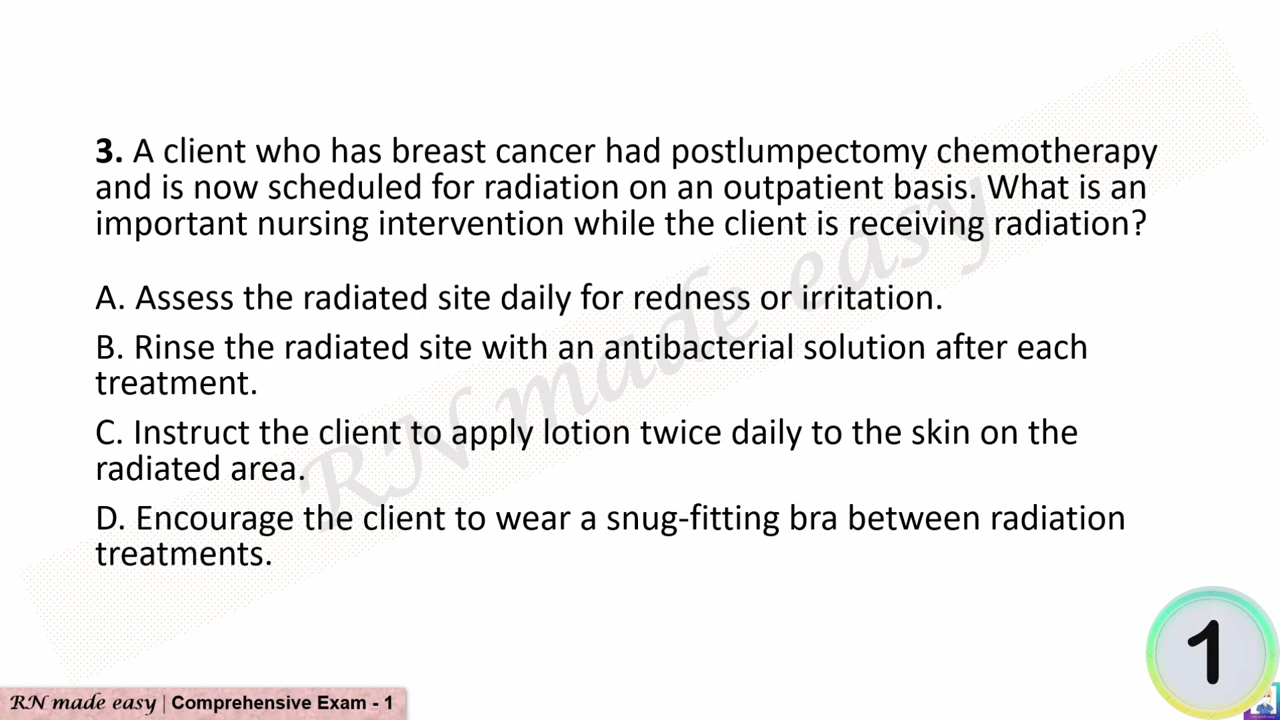 3. A client who has breast cancer had postlumpectomy chemotherapy
and is now scheduled for radiation on an outpatient basis. What is an
important nursing intervention while the client is receiving radiation?
A. Assess the radiated site daily for redness or irritation.
B. Rinse the radiated site with an antibacterial solution after each
treatment.
C. Instruct the client to apply lotion twice daily to the skin on the
radiated area.
D. Encourage the client to wear a snug-fitting bra between radiation
treatments.
RN made easy
1
RN made easy | Comprehensive Exam - 1